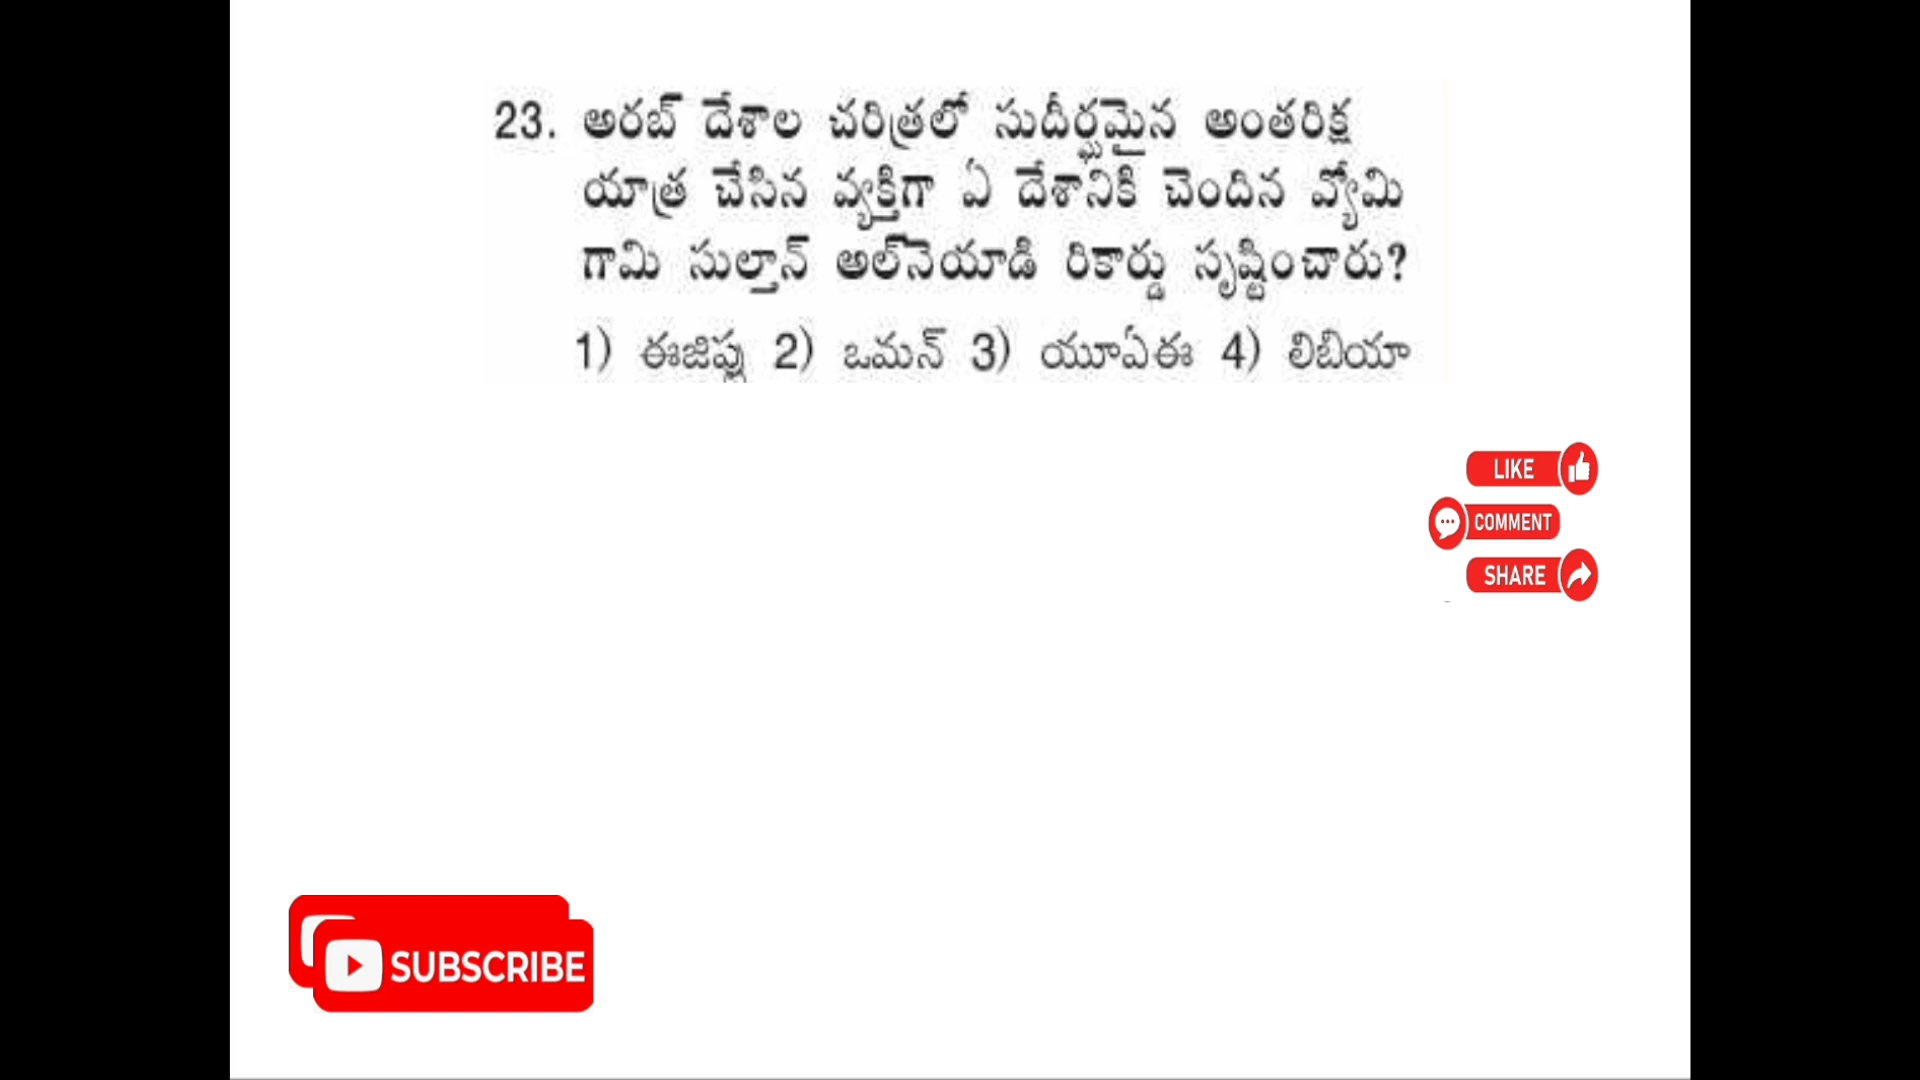 23. అరబ్ దేశాల చరిత్రలో సుదీర్ఘమైన అంతరిక్ష
యాత్ర చేసిన వ్యక్తిగా ఏ దేశానికి చెందిన వ్యోమి
గామి సుల్తాన్ అల్‌నెయాడి రికార్డు సృష్టించారు?
1) ఈజిప్టు 2) ఒమన్ 3) యూఏఈ 4) లిబియా
LIKE
COMMENT
SHARE
SUBSCRIBE